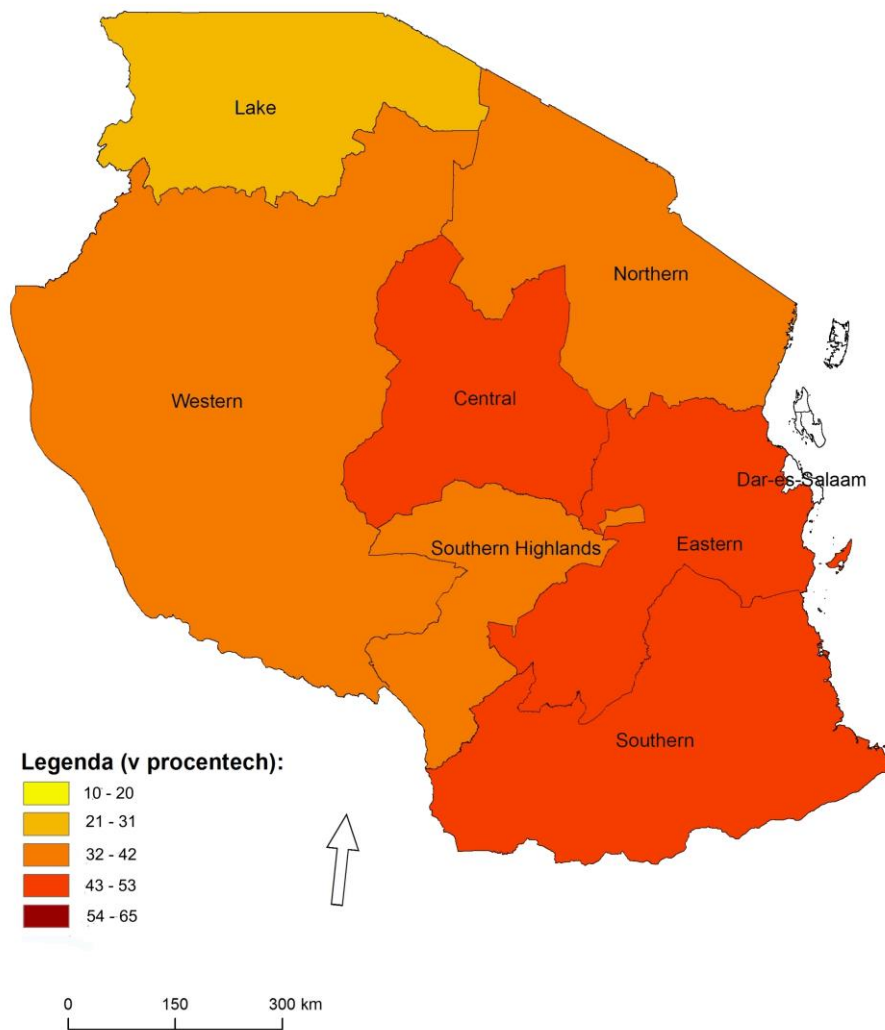 Lake
Northern
Western
Central
Dar-es-Salaam
Southern Highlands
Eastern
Southern
Legenda (v procentech):
10 - 20
21 - 31
32 - 42
43 - 53
54 - 65
0 150 300 km